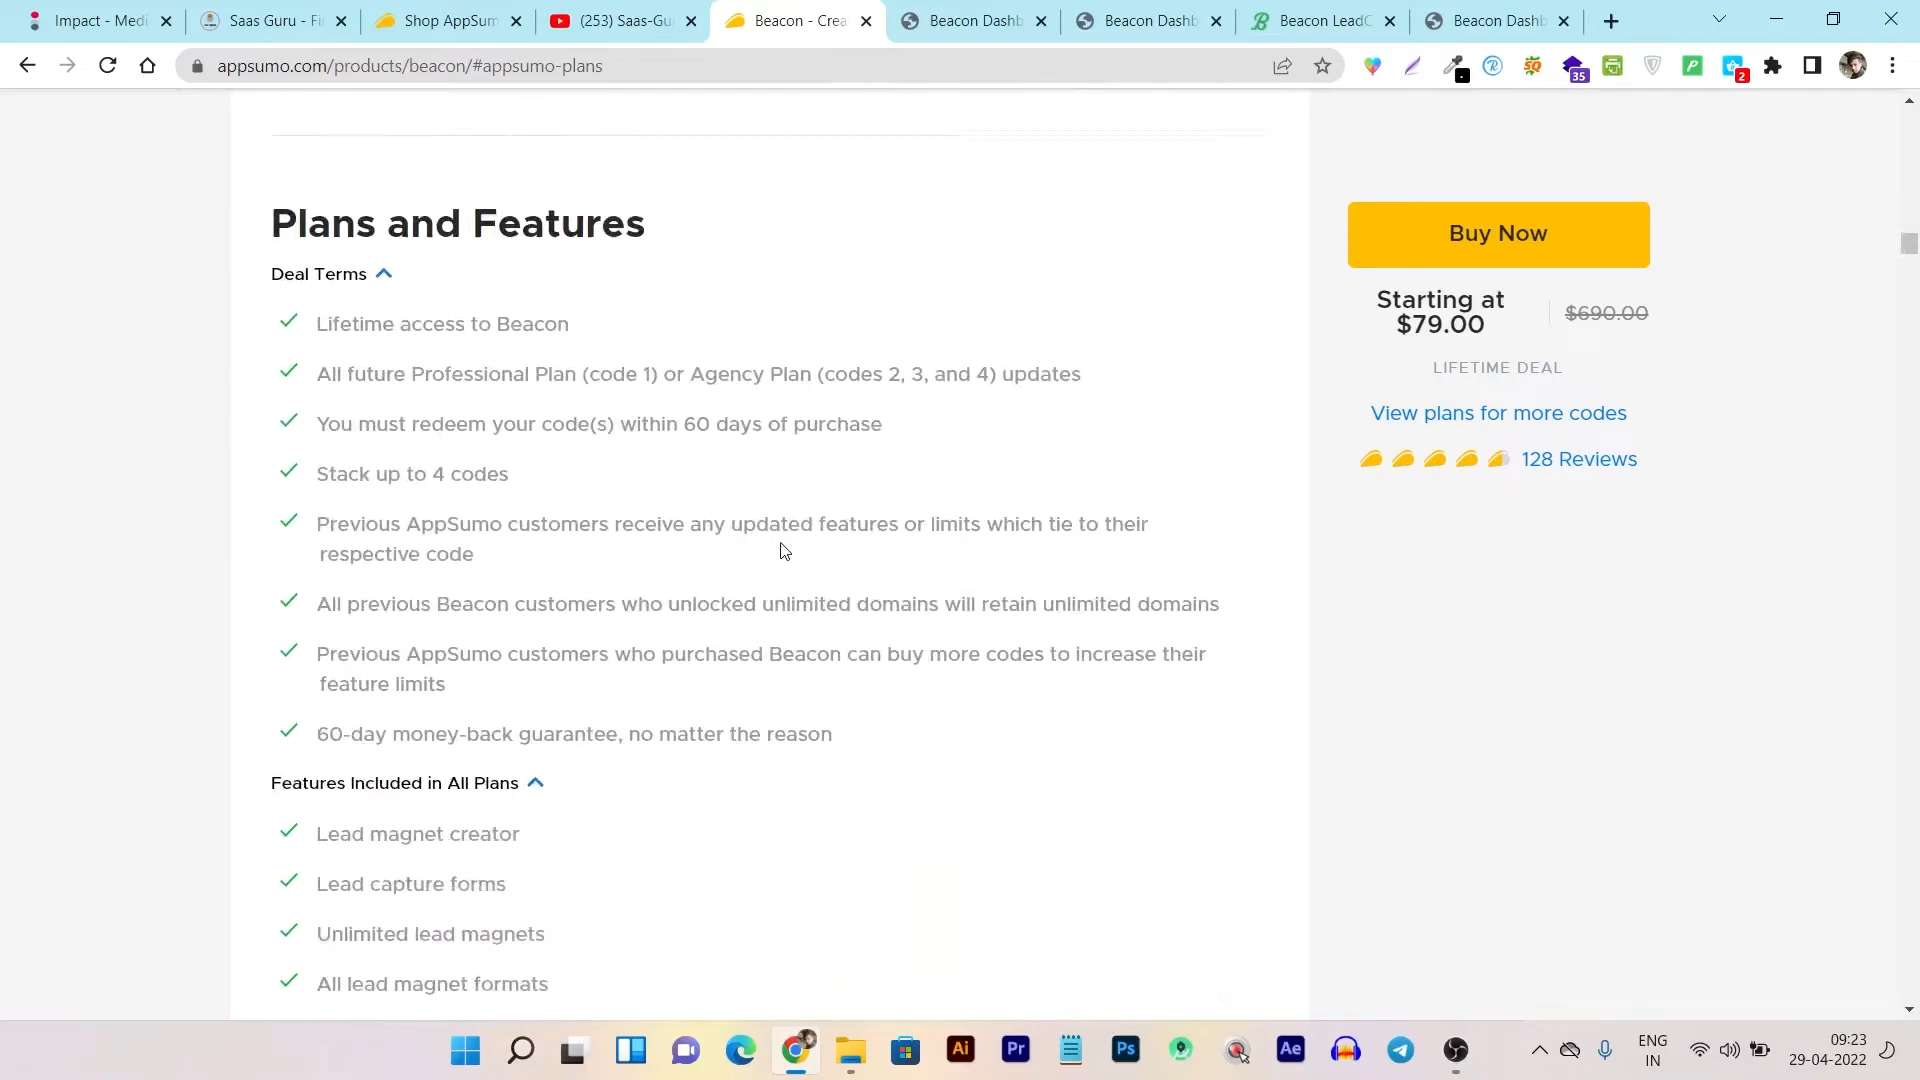 Impact - Medi
Saas Guru - Fir
Shop AppSum
(253) Saas-Gu
Beacon - Crea
Beacon Dashb
Beacon Dashb
Beacon LeadC
Beacon Dashb
appsumo.com/products/beacon/#appsumo-plans
35
2
Plans and Features
Deal Terms
Lifetime access to Beacon
All future Professional Plan (code 1) or Agency Plan (codes 2, 3, and 4) updates
You must redeem your code(s) within 60 days of purchase
Stack up to 4 codes
Previous AppSumo customers receive any updated features or limits which tie to their
respective code
All previous Beacon customers who unlocked unlimited domains will retain unlimited domains
Previous AppSumo customers who purchased Beacon can buy more codes to increase their
feature limits
60-day money-back guarantee, no matter the reason
Features Included in All Plans
Lead magnet creator
Lead capture forms
Unlimited lead magnets
All lead magnet formats
Buy Now
Starting at
$79.00
$690.00
LIFETIME DEAL
View plans for more codes
128 Reviews
Ai
Pr
Ps
Ae
ENG
IN
09:23
29-04-2022